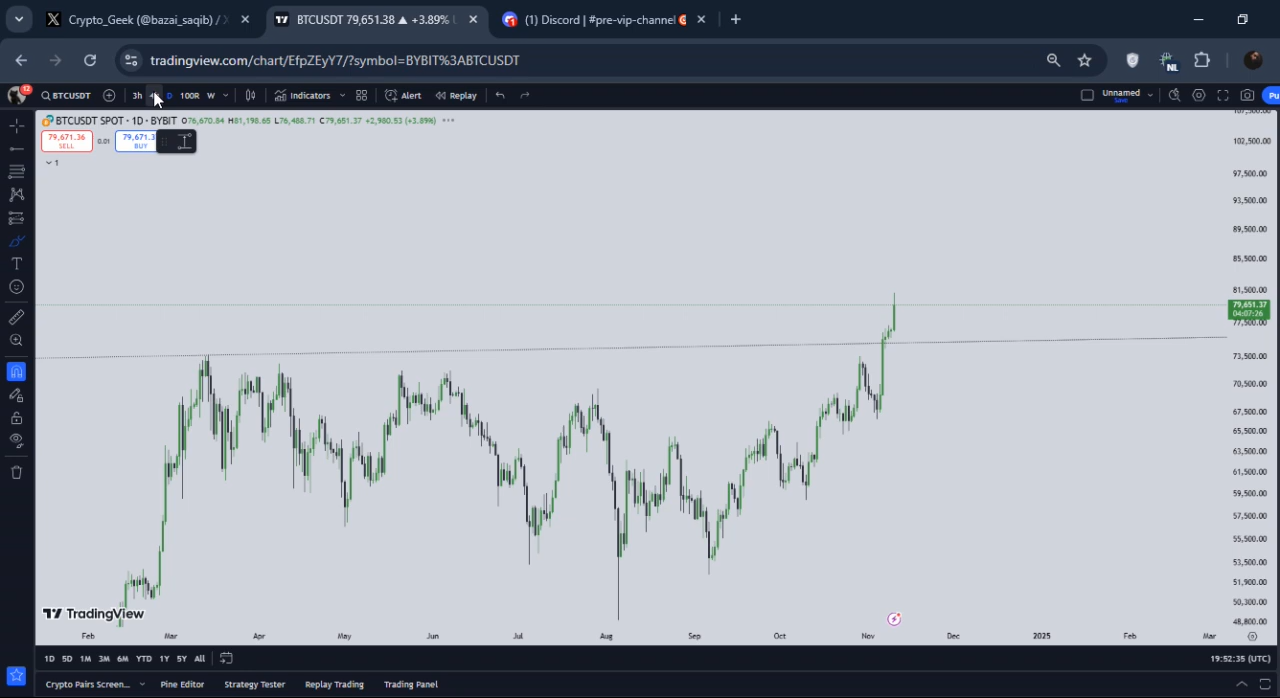 Crypto_Geek (@bazai_saqib) / X
BTCUSDT 79,651.38 ▲ +3.89%
(1) Discord | #pre-vip-channel
tradingview.com/chart/EfpZEyY7/?symbol=BYBIT%3ABTCUSDT
NL
12
BTCUSDT
3h
D
100R
W
Indicators
Alert
Replay
Unnamed
Save
Pu
BTCUSDT SPOT · 1D · BYBIT O76,670.84 H81,198.65 L76,488.71 C79,651.37 +2,980.53 (+3.89%)
79,671.36
SELL
0.01
79,671.3
BUY
1
102,500.00
97,500.00
93,500.00
89,500.00
85,500.00
81,500.00
79,651.37
04:07:26
77,500.00
73,500.00
70,500.00
67,500.00
65,500.00
63,500.00
61,500.00
59,500.00
57,500.00
55,500.00
53,500.00
51,900.00
50,300.00
48,800.00
TradingView
Feb Mar Apr May Jun Jul Aug Sep Oct Nov Dec 2025 Feb Mar
1D 5D 1M 3M 6M YTD 1Y 5Y All
19:52:35 (UTC)
Crypto Pairs Screen... Pine Editor Strategy Tester Replay Trading Trading Panel